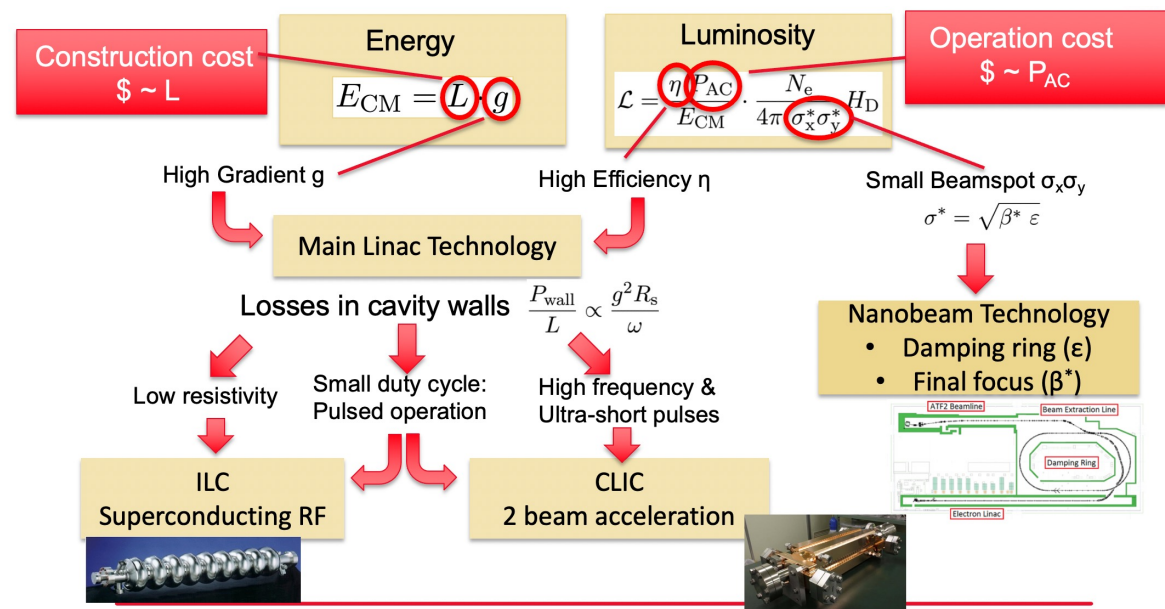 Construction cost
$ ~ L
Energy
E_CM = L · g
Luminosity
ℒ = η P_AC / E_CM · N_e / 4π σ*_x σ*_y H_D
Operation cost
$ ~ P_AC
High Gradient g
High Efficiency η
Small Beamspot σ_xσ_y
σ* = √(β* ε)
Main Linac Technology
Losses in cavity walls P_wall / L ∝ g² R_s / ω
Nanobeam Technology
• Damping ring (ε)
• Final focus (β*)
Low resistivity
Small duty cycle:
Pulsed operation
High frequency &
Ultra-short pulses
ATF2 Beamline
Beam Extraction Line
Damping Ring
Electron Linac
ILC
Superconducting RF
CLIC
2 beam acceleration